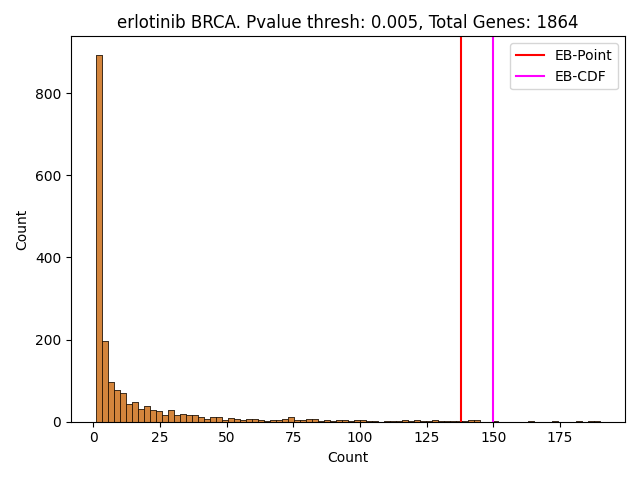 erlotinib BRCA. Pvalue thresh: 0.005, Total Genes: 1864
EB-Point
EB-CDF
Count
800
600
400
200
0
0 25 50 75 100 125 150 175
Count